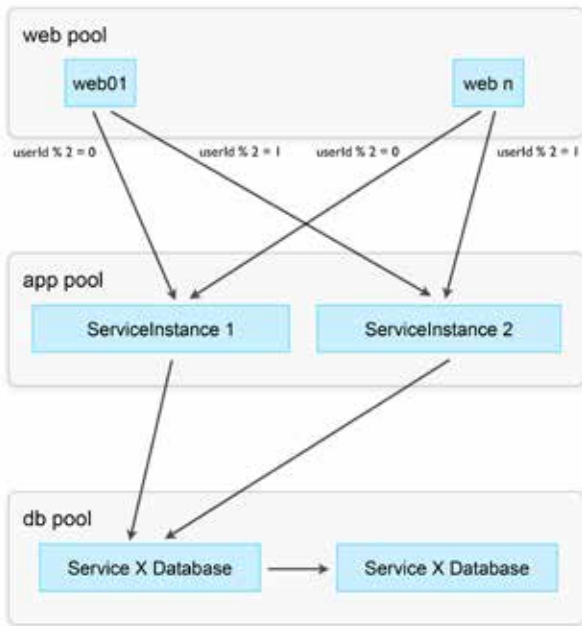 web pool
web01
web n
userId % 2 = 0
userId % 2 = 1
userId % 2 = 0
userId % 2 = 1
app pool
ServiceInstance 1
ServiceInstance 2
db pool
Service X Database
Service X Database